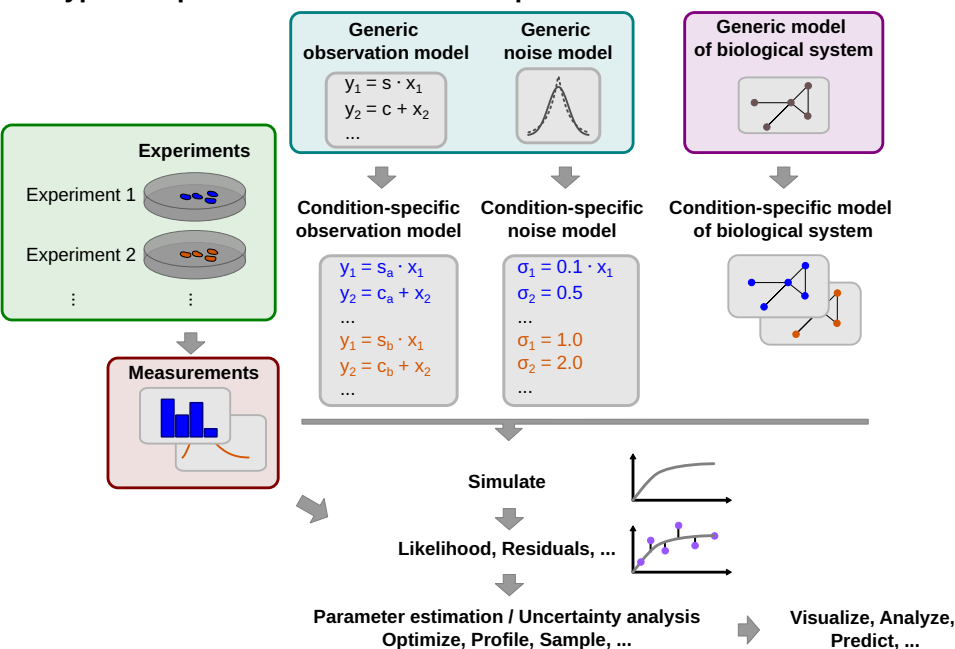 Generic
observation model
y₁ = s · x₁
y₂ = c + x₂
...
Generic
noise model
Generic model
of biological system
Experiments
Experiment 1
Experiment 2
⋮ ⋮
Measurements
Condition-specific
observation model
y₁ = sₐ · x₁
y₂ = cₐ + x₂
...
y₁ = s_b · x₁
y₂ = c_b + x₂
...
Condition-specific
noise model
σ₁ = 0.1 · x₁
σ₂ = 0.5
...
σ₁ = 1.0
σ₂ = 2.0
...
Condition-specific model
of biological system
Simulate
Likelihood, Residuals, ...
Parameter estimation / Uncertainty analysis
Optimize, Profile, Sample, ...
Visualize, Analyze,
Predict, ...